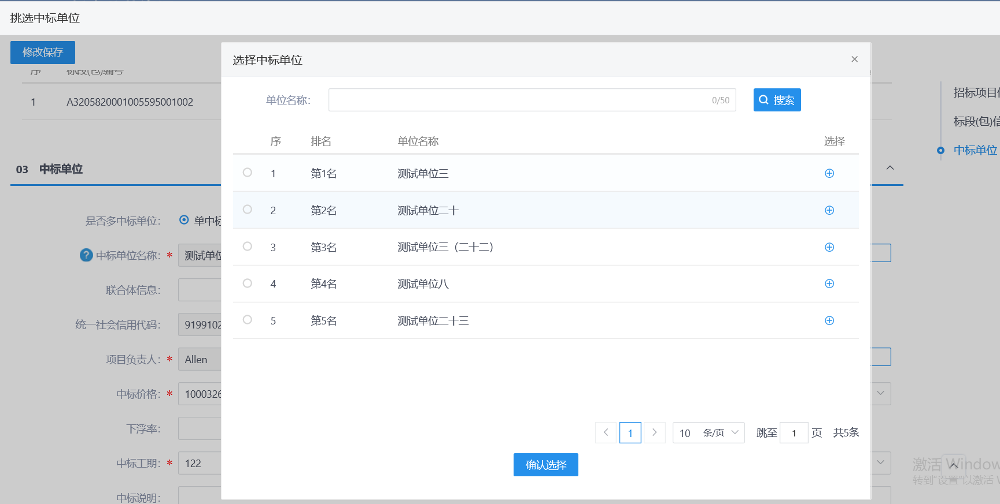 挑选中标单位
修改保存
选择中标单位
序 标段(包)编号
单位名称: 0/50 搜索
1 A3205820001005595001002
招标项目
标段(包)信
中标单位
序 排名 单位名称 选择
03 中标单位
1 第1名 测试单位三
2 第2名 测试单位二十
3 第3名 测试单位三（二十二）
4 第4名 测试单位八
5 第5名 测试单位二十三
是否多中标单位: 单中标
? 中标单位名称: * 测试单位
联合体信息:
统一社会信用代码: 9199102
项目负责人: * Allen
中标价格: * 1000326
下浮率:
中标工期: * 122
中标说明:
1 10 条/页 跳至 1 页 共5条
确认选择
激活 Window
转到"设置"以激活 W